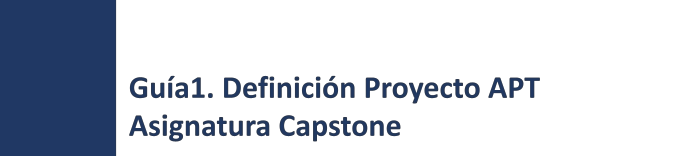 Guía1. Definición Proyecto APT
Asignatura Capstone